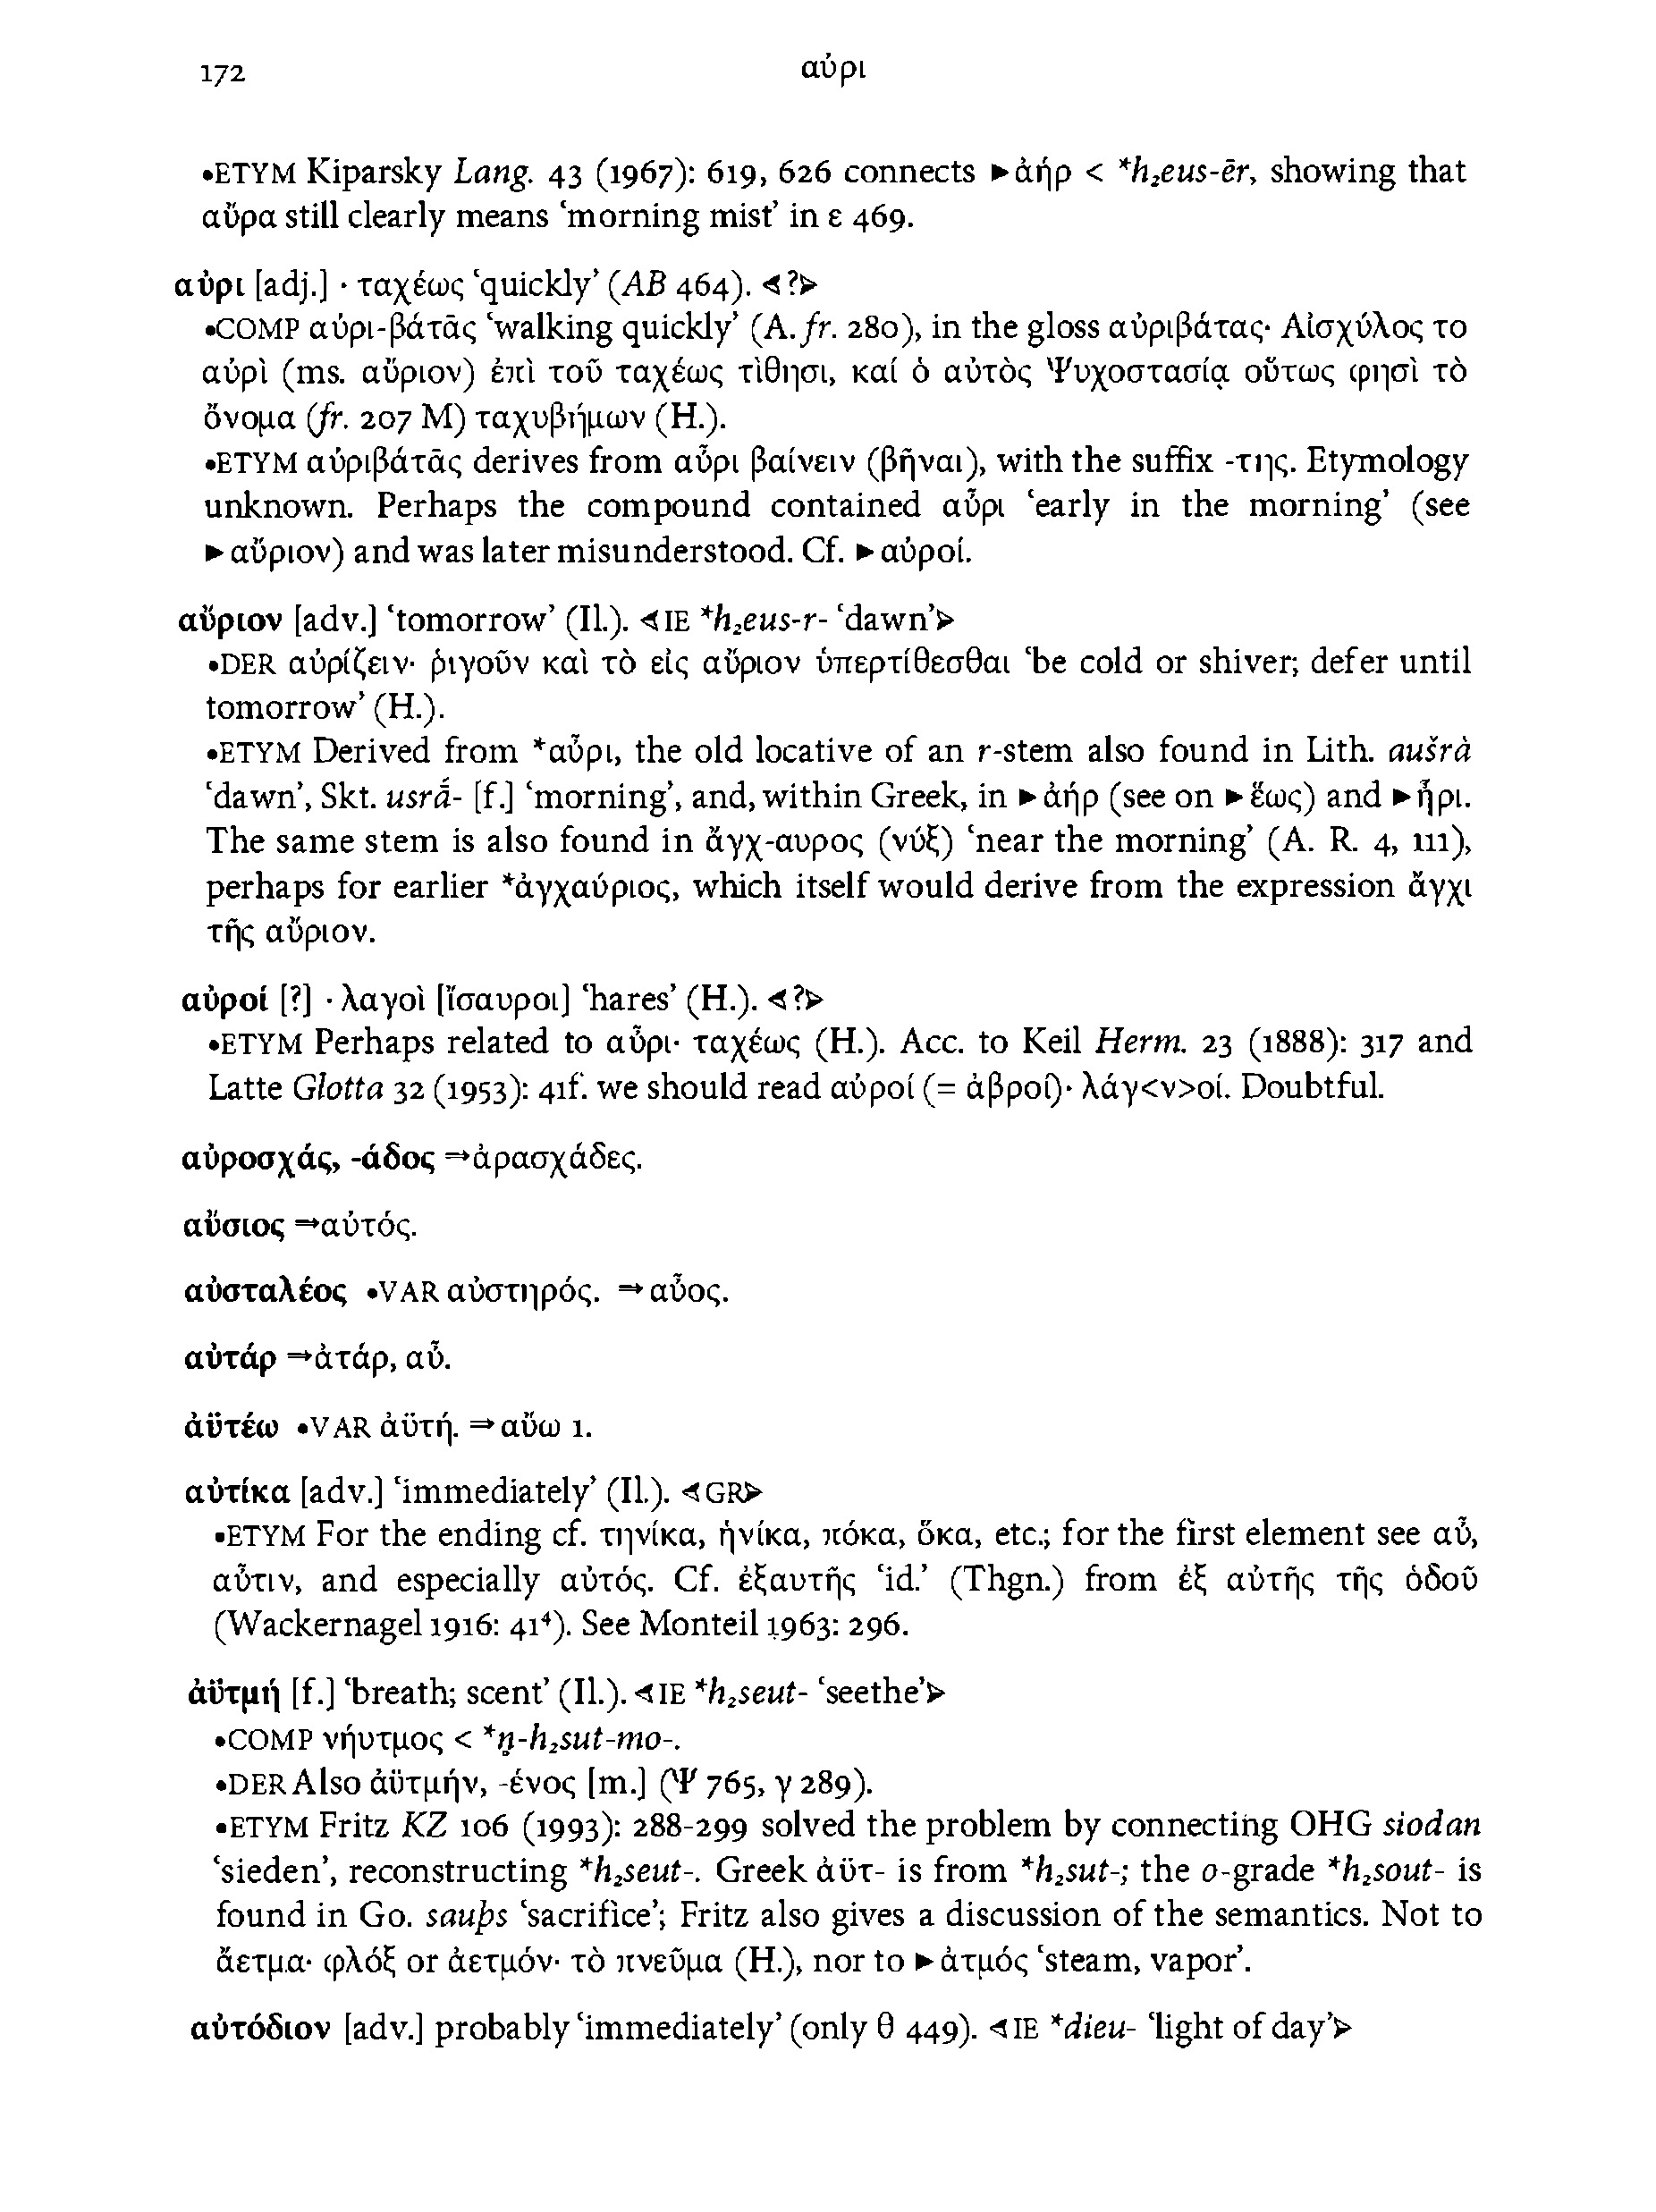 172 αὐρι
•ETYM Kiparsky Lang. 43 (1967): 619, 626 connects ►ἀήρ < *h₂eus-ēr, showing that
αὔρα still clearly means ‘morning mist’ in ε 469.
αὐρι [adj.] · ταχέως ‘quickly’ (AB 464). ⊲?⊳
•COMP αὐρι-βάτᾱς ‘walking quickly’ (A. fr. 280), in the gloss αὐριβάτας· Αἰσχύλος το
αὐρὶ (ms. αὔριον) ἐπὶ τοῦ ταχέως τὶθησι, καί ὁ αὐτὸς Ψυχοστασίᾳ οὔτως φησὶ τὸ
ὄνομα (fr. 207 M) ταχυβήμων (H.).
•ETYM αὐριβάτᾱς derives from αὖρι βαίνειν (βῆναι), with the suffix -της. Etymology
unknown. Perhaps the compound contained αὖρι ‘early in the morning’ (see
►αὔριον) and was later misunderstood. Cf. ►αὐροί.
αὔριον [adv.] ‘tomorrow’ (Il.). ⊲IE *h₂eus-r- ‘dawn’⊳
•DER αὐρίζειν· ῥιγοῦν καὶ τὸ εἰς αὔριον ὑπερτίθεσθαι ‘be cold or shiver; defer until
tomorrow’ (H.).
•ETYM Derived from *αὖρι, the old locative of an r-stem also found in Lith. aušrà
‘dawn’, Skt. usrā́- [f.] ‘morning’, and, within Greek, in ►ἀήρ (see on ►ἕως) and ►ἦρι.
The same stem is also found in ἄγχ-αυρος (νύξ) ‘near the morning’ (A. R. 4, 111),
perhaps for earlier *ἀγχαύριος, which itself would derive from the expression ἄγχι
τῆς αὔριον.
αὐροί [?] · λαγοὶ [ἴσαυροι] ‘hares’ (H.). ⊲?⊳
•ETYM Perhaps related to αὖρι· ταχέως (H.). Acc. to Keil Herm. 23 (1888): 317 and
Latte Glotta 32 (1953): 41f. we should read αὐροί (= ἁβροί)· λάγ<ν>οί. Doubtful.
αὐροσχάς, -άδος ⇒ἀρασχάδες.
αὔσιος ⇒αὐτός.
αὐσταλέος •VAR αὐστηρός. ⇒αὖος.
αὐτάρ ⇒ἀτάρ, αὖ.
ἀϋτέω •VAR ἀϋτή. ⇒αὔω 1.
αὐτίκα [adv.] ‘immediately’ (Il.). ⊲GR⊳
•ETYM For the ending cf. τηνίκα, ἡνίκα, πόκα, ὅκα, etc.; for the first element see αὖ,
αὖτιν, and especially αὐτός. Cf. ἐξαυτῆς ‘id.’ (Thgn.) from ἐξ αὐτῆς τῆς ὁδοῦ
(Wackernagel 1916: 41⁴). See Monteil 1963: 296.
ἀϋτμή [f.] ‘breath; scent’ (Il.). ⊲IE *h₂seut- ‘seethe’⊳
•COMP νήυτμος < *n̥-h₂sut-mo-.
•DER Also ἀϋτμήν, -ένος [m.] (Ψ 765, γ 289).
•ETYM Fritz KZ 106 (1993): 288-299 solved the problem by connecting OHG siodan
‘sieden’, reconstructing *h₂seut-. Greek ἀϋτ- is from *h₂sut-; the o-grade *h₂sout- is
found in Go. sauþs ‘sacrifice’; Fritz also gives a discussion of the semantics. Not to
ἄετμα· φλόξ or ἀετμόν· τὸ πνεῦμα (H.), nor to ►ἀτμός ‘steam, vapor’.
αὐτόδιον [adv.] probably ‘immediately’ (only θ 449). ⊲IE *dieu- ‘light of day’⊳